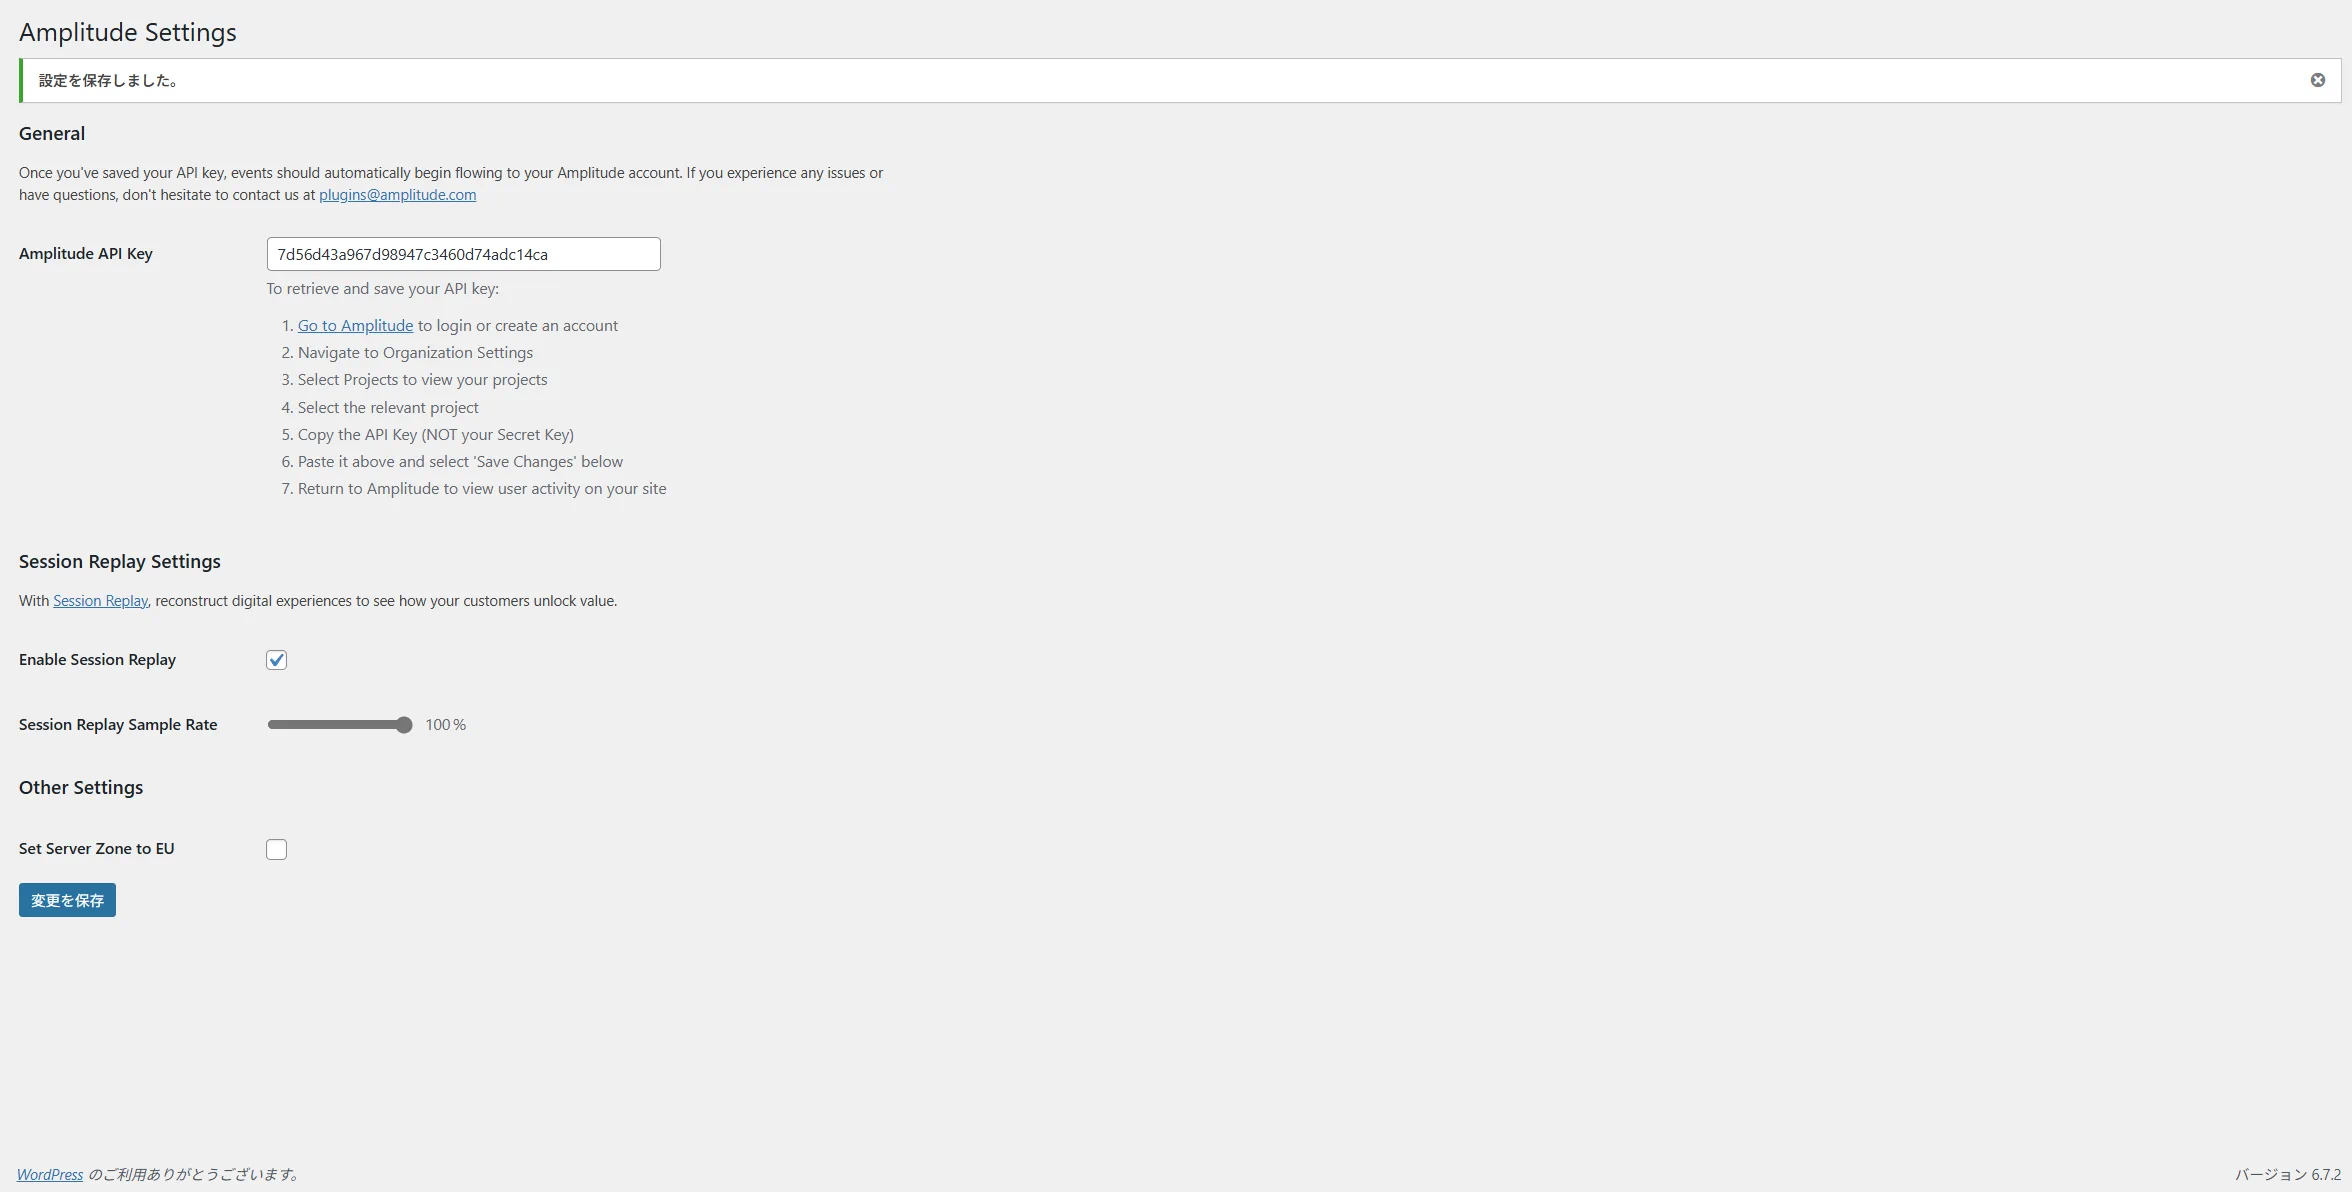 Amplitude Settings
設定を保存しました。
General
Once you've saved your API key, events should automatically begin flowing to your Amplitude account. If you experience any issues or
have questions, don't hesitate to contact us at plugins@amplitude.com
Amplitude API Key
7d56d43a967d98947c3460d74adc14ca
To retrieve and save your API key:
1. Go to Amplitude to login or create an account
2. Navigate to Organization Settings
3. Select Projects to view your projects
4. Select the relevant project
5. Copy the API Key (NOT your Secret Key)
6. Paste it above and select 'Save Changes' below
7. Return to Amplitude to view user activity on your site
Session Replay Settings
With Session Replay, reconstruct digital experiences to see how your customers unlock value.
Enable Session Replay
Session Replay Sample Rate 100 %
Other Settings
Set Server Zone to EU
変更を保存
WordPress のご利用ありがとうございます。
バージョン 6.7.2